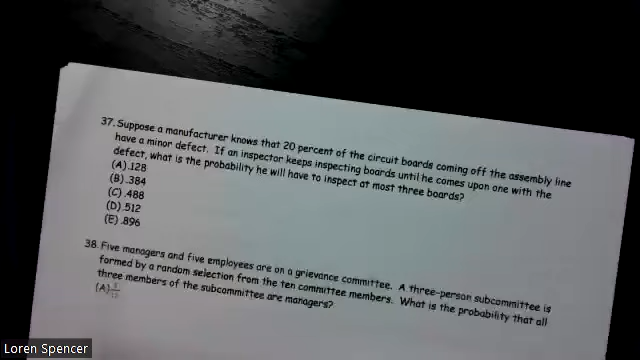 37. Suppose a manufacturer knows that 20 percent of the circuit boards coming off the assembly line
have a minor defect. If an inspector keeps inspecting boards until he comes upon one with the
defect, what is the probability he will have to inspect at most three boards?
(A) .128
(B) .384
(C) .488
(D) .512
(E) .896
38. Five managers and five employees are on a grievance committee. A three-person subcommittee is
formed by a random selection from the ten committee members. What is the probability that all
three members of the subcommittee are managers?
(A)
Loren Spencer